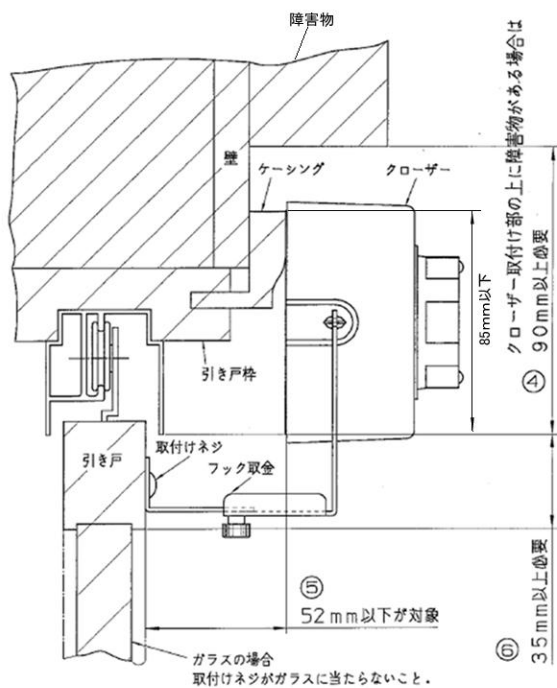 障害物
壁
ケーシング
クローザー
クローザー取付け部の上に障害物がある場合は
④ 90mm以上必要
85mm以下
引き戸枠
引き戸
取付けネジ
フック取金
⑤
52mm以下が対象
⑥ 35mm以上必要
ガラスの場合
取付けネジがガラスに当たらないこと.